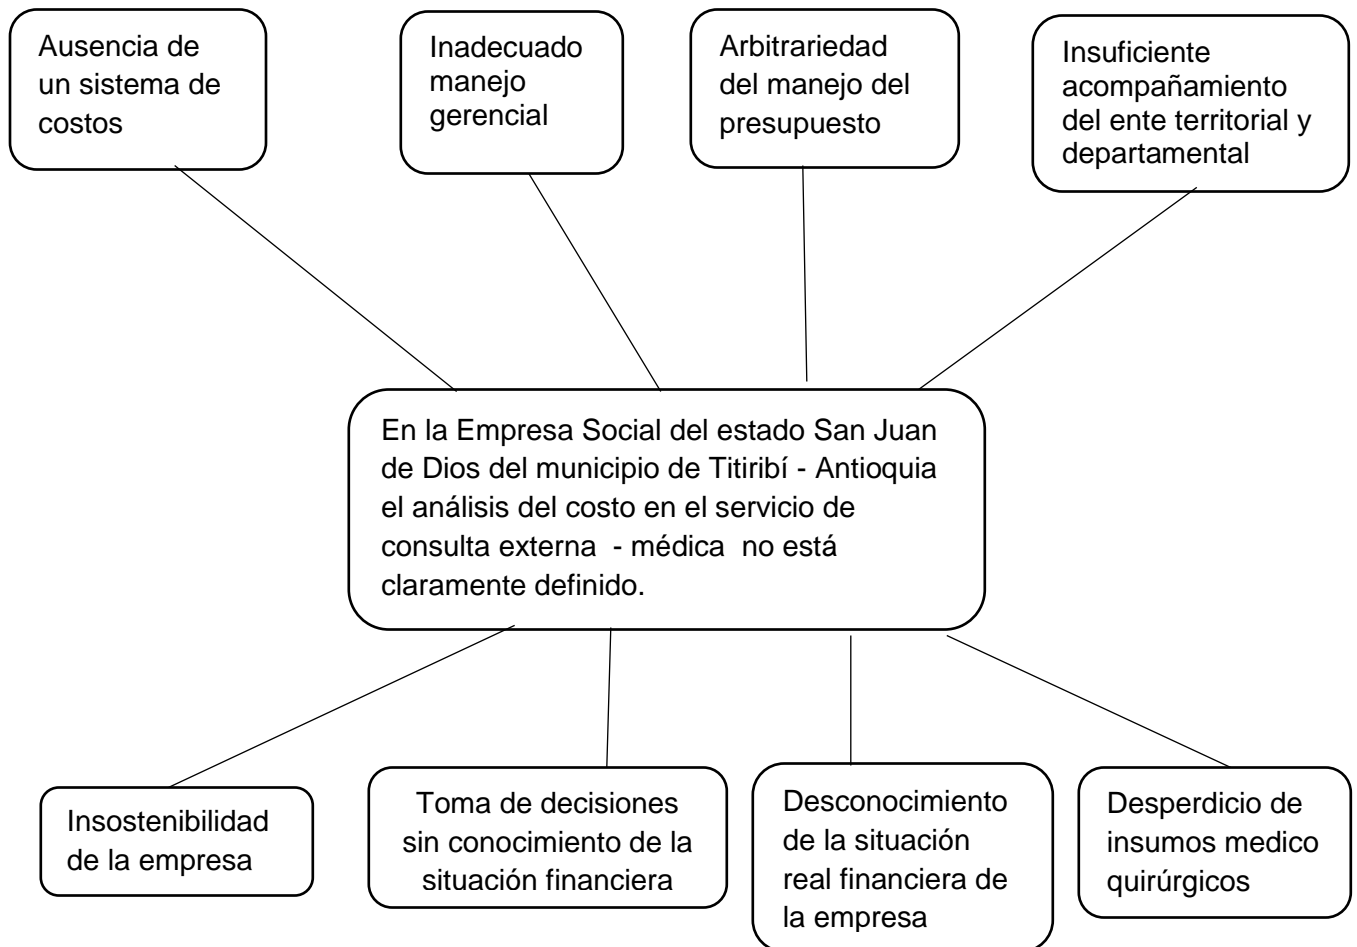 Ausencia de
un sistema de
costos
Inadecuado
manejo
gerencial
Arbitrariedad
del manejo del
presupuesto
Insuficiente
acompañamiento
del ente territorial y
departamental
En la Empresa Social del estado San Juan
de Dios del municipio de Titiribí - Antioquia
el análisis del costo en el servicio de
consulta externa  - médica  no está
claramente definido.
Insostenibilidad
de la empresa
Toma de decisiones
sin conocimiento de la
situación financiera
Desconocimiento
de la situación
real financiera de
la empresa
Desperdicio de
insumos medico
quirúrgicos